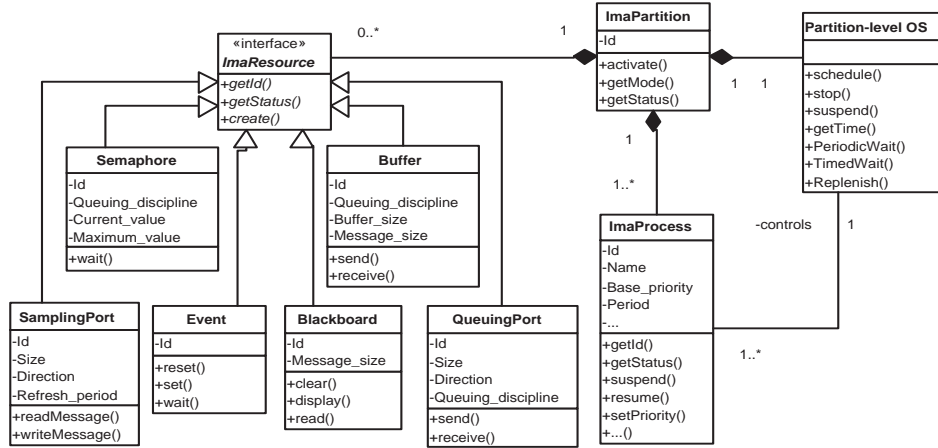 «interface»
ImaResource
+getId()
+getStatus()
+create()
0..*
1
ImaPartition
-Id
+activate()
+getMode()
+getStatus()
1
1
Partition-level OS
+schedule()
+stop()
+suspend()
+getTime()
+PeriodicWait()
+TimedWait()
+Replenish()
1
1..*
-controls
1
1..*
Semaphore
-Id
-Queuing_discipline
-Current_value
-Maximum_value
+wait()
Buffer
-Id
-Queuing_discipline
-Buffer_size
-Message_size
+send()
+receive()
ImaProcess
-Id
-Name
-Base_priority
-Period
-...
+getId()
+getStatus()
+suspend()
+resume()
+setPriority()
+...()
SamplingPort
-Id
-Size
-Direction
-Refresh_period
+readMessage()
+writeMessage()
Event
-Id
+reset()
+set()
+wait()
Blackboard
-Id
-Message_size
+clear()
+display()
+read()
QueuingPort
-Id
-Size
-Direction
-Queuing_discipline
+send()
+receive()